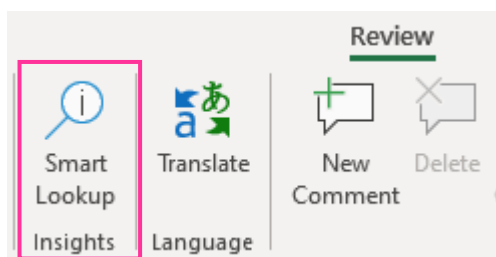 Review
Smart
Lookup
Translate
New
Comment
Delete
Insights
Language